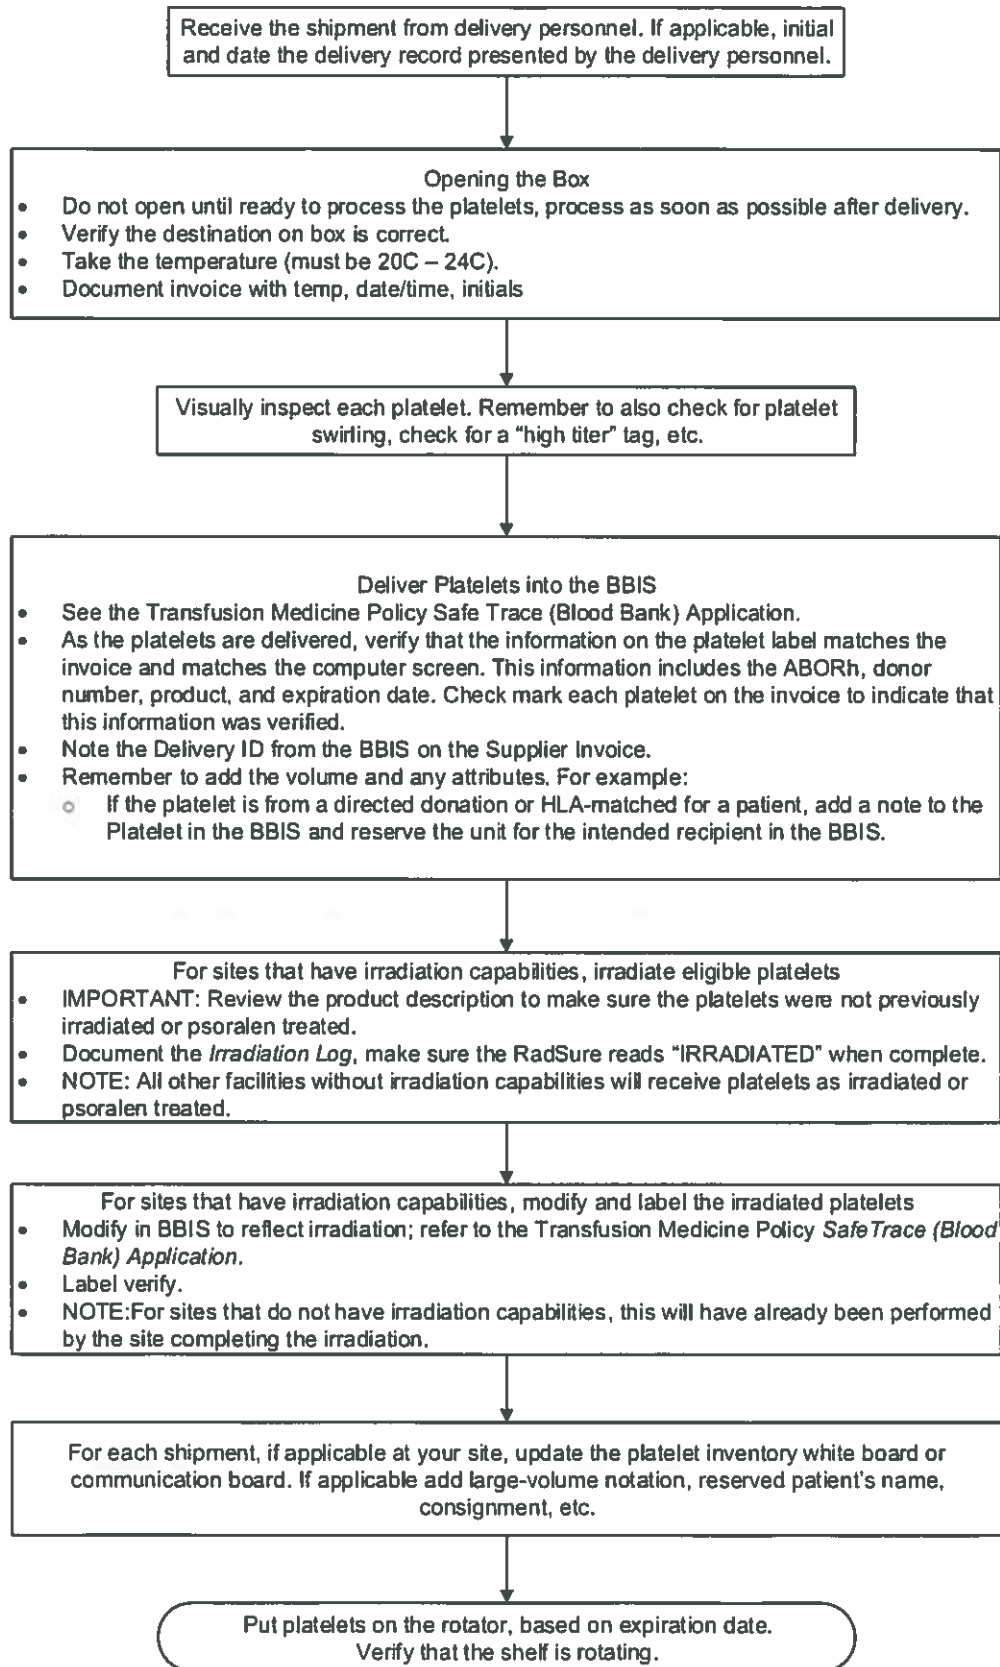 Receive the shipment from delivery personnel. If applicable, initial
and date the delivery record presented by the delivery personnel.
Opening the Box
• Do not open until ready to process the platelets, process as soon as possible after delivery.
• Verify the destination on box is correct.
• Take the temperature (must be 20C – 24C).
• Document invoice with temp, date/time, initials
Visually inspect each platelet. Remember to also check for platelet
swirling, check for a "high titer" tag, etc.
Deliver Platelets into the BBIS
• See the Transfusion Medicine Policy Safe Trace (Blood Bank) Application.
• As the platelets are delivered, verify that the information on the platelet label matches the
invoice and matches the computer screen. This information includes the ABORh, donor
number, product, and expiration date. Check mark each platelet on the invoice to indicate that
this information was verified.
• Note the Delivery ID from the BBIS on the Supplier Invoice.
• Remember to add the volume and any attributes. For example:
o If the platelet is from a directed donation or HLA-matched for a patient, add a note to the
Platelet in the BBIS and reserve the unit for the intended recipient in the BBIS.
For sites that have irradiation capabilities, irradiate eligible platelets
• IMPORTANT: Review the product description to make sure the platelets were not previously
irradiated or psoralen treated.
• Document the Irradiation Log, make sure the RadSure reads "IRRADIATED" when complete.
• NOTE: All other facilities without irradiation capabilities will receive platelets as irradiated or
psoralen treated.
For sites that have irradiation capabilities, modify and label the irradiated platelets
• Modify in BBIS to reflect irradiation; refer to the Transfusion Medicine Policy SafeTrace (Blood
Bank) Application.
• Label verify.
• NOTE:For sites that do not have irradiation capabilities, this will have already been performed
by the site completing the irradiation.
For each shipment, if applicable at your site, update the platelet inventory white board or
communication board. If applicable add large-volume notation, reserved patient's name,
consignment, etc.
Put platelets on the rotator, based on expiration date.
Verify that the shelf is rotating.